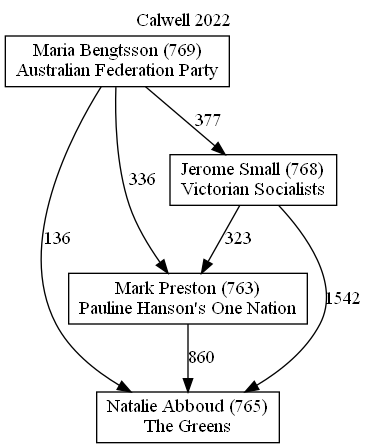 Calwell 2022
Maria Bengtsson (769)
Australian Federation Party
377
336
Jerome Small (768)
Victorian Socialists
136
323
Mark Preston (763)
Pauline Hanson's One Nation
1542
860
Natalie Abboud (765)
The Greens